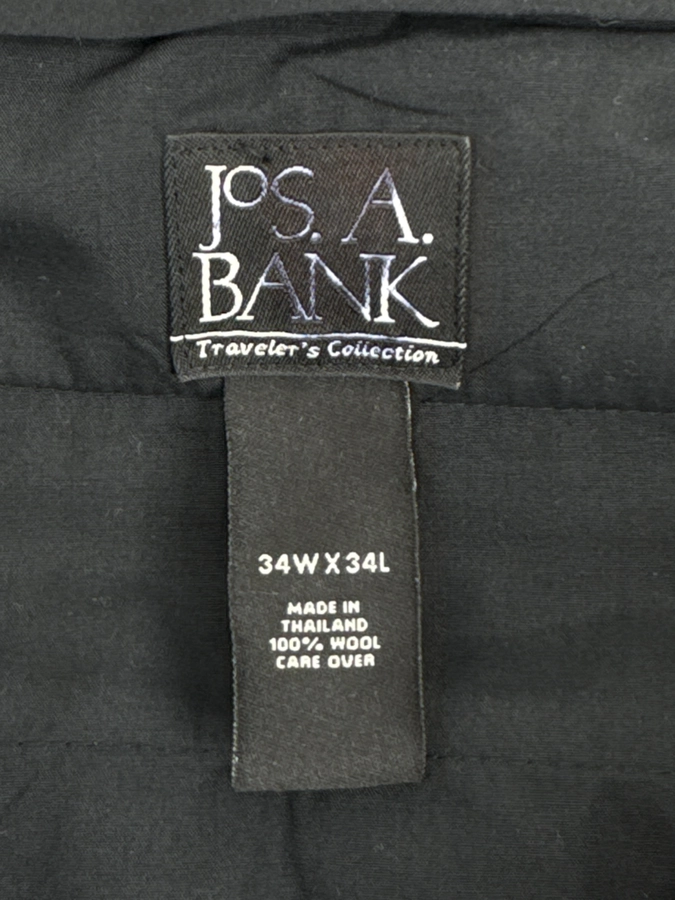 JOS. A.
BANK
Traveler's Collection
34W X 34L
MADE IN
THAILAND
100% WOOL
CARE OVER